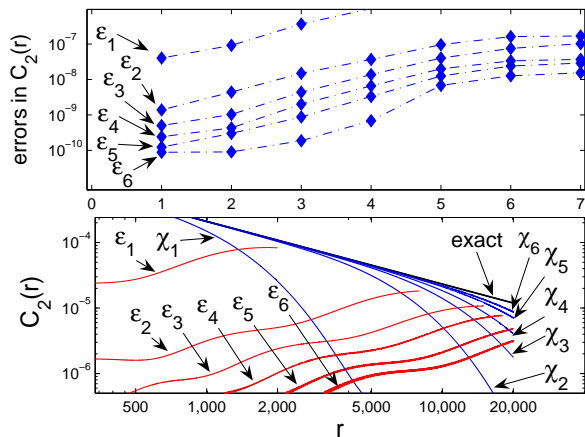 errors in C₂(r)
10⁻⁷
10⁻⁸
10⁻⁹
10⁻¹⁰
ε₁
ε₂
ε₃
ε₄
ε₅
ε₆
0 1 2 3 4 5 6 7
C₂(r)
10⁻⁴
10⁻⁵
10⁻⁶
ε₁ χ₁
exact χ₆
χ₅
ε₂ ε₃ ε₄ ε₅ ε₆
χ₄
χ₃
χ₂
500 1,000 2,000 5,000 10,000 20,000
r